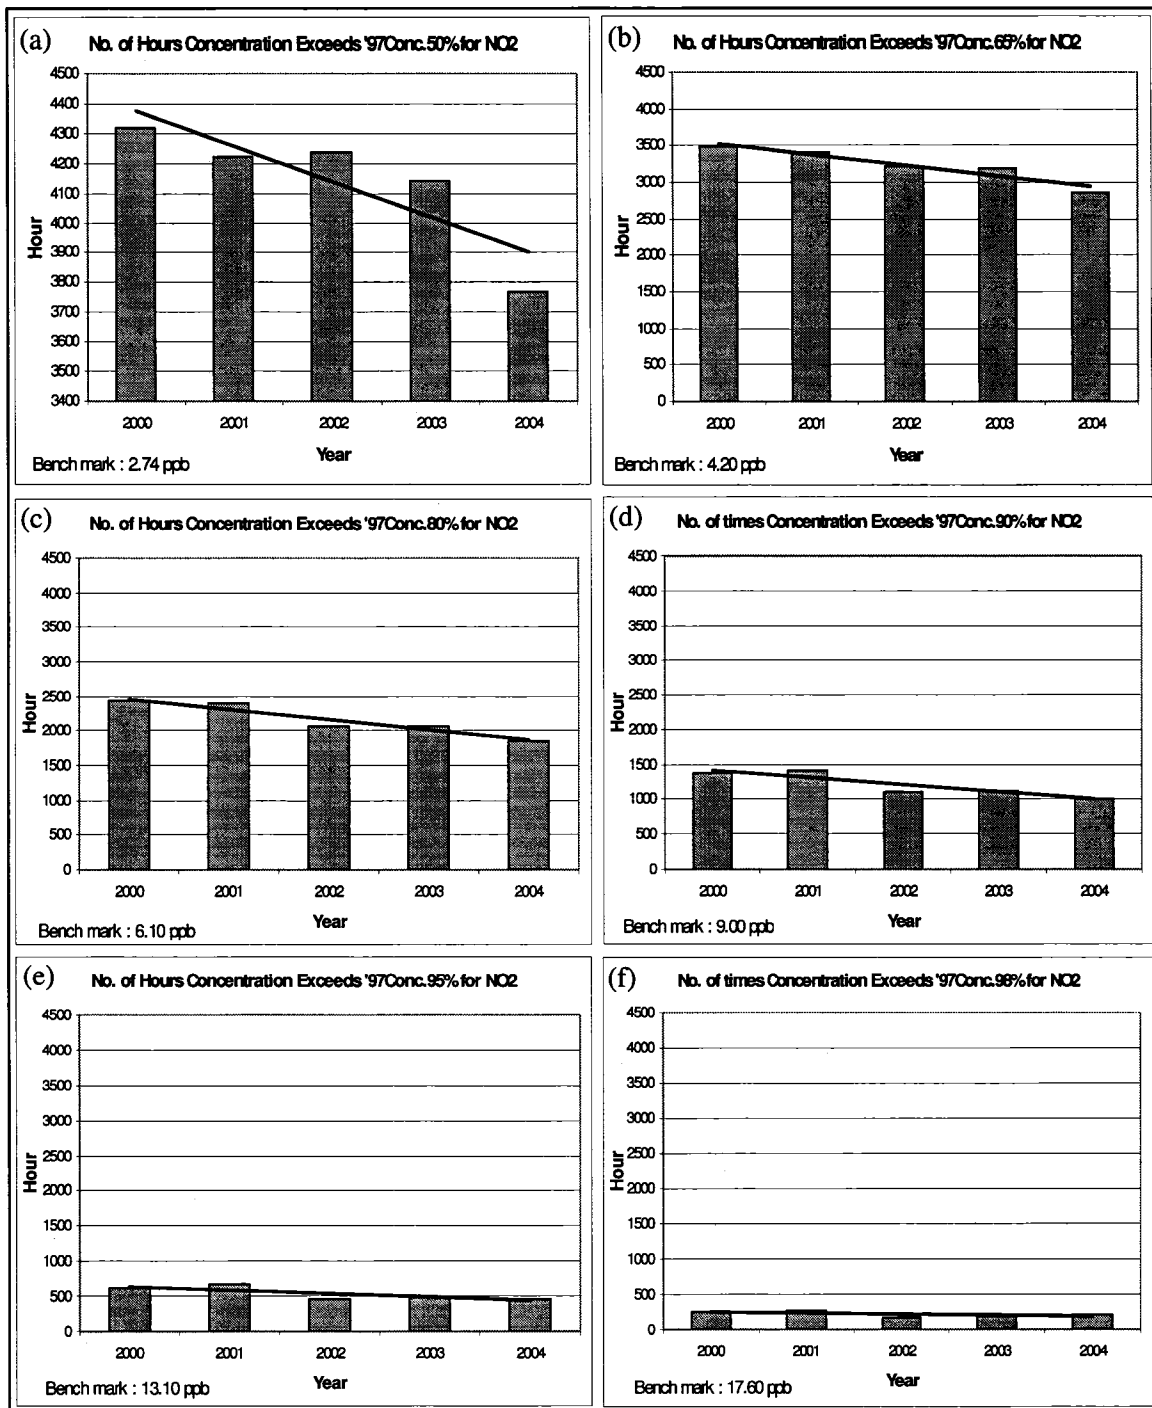 (a) No. of Hours Concentration Exceeds '97Conc.50% for NO2
4500
4400
4300
4200
4100
4000
3900
3800
3700
3600
3500
3400
Hour
2000 2001 2002 2003 2004
Year
Bench mark : 2.74 ppb
(b) No. of Hours Concentration Exceeds '97Conc.65% for NO2
4500
4000
3500
3000
2500
2000
1500
1000
500
0
Hour
2000 2001 2002 2003 2004
Year
Bench mark : 4.20 ppb
(c) No. of Hours Concentration Exceeds '97Conc.80% for NO2
4500
4000
3500
3000
2500
2000
1500
1000
500
0
Hour
2000 2001 2002 2003 2004
Year
Bench mark : 6.10 ppb
(d) No. of times Concentration Exceeds '97Conc.90% for NO2
4500
4000
3500
3000
2500
2000
1500
1000
500
0
Hour
2000 2001 2002 2003 2004
Year
Bench mark : 9.00 ppb
(e) No. of Hours Concentration Exceeds '97Conc.95% for NO2
4500
4000
3500
3000
2500
2000
1500
1000
500
0
Hour
2000 2001 2002 2003 2004
Year
Bench mark : 13.10 ppb
(f) No. of times Concentration Exceeds '97Conc.98% for NO2
4500
4000
3500
3000
2500
2000
1500
1000
500
0
Hour
2000 2001 2002 2003 2004
Year
Bench mark : 17.60 ppb